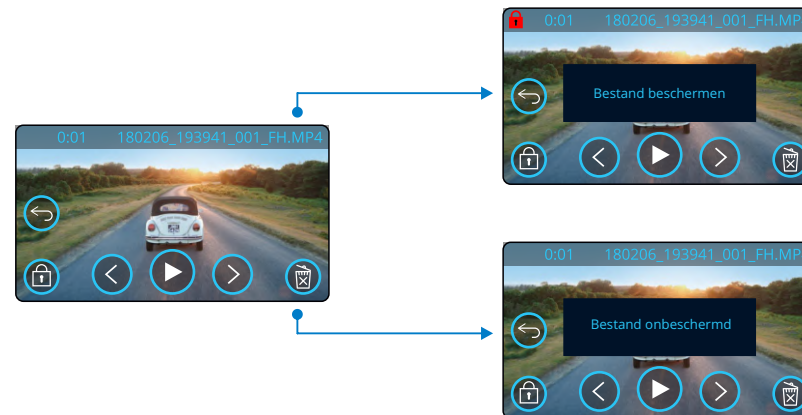 0:01 180206_193941_001_FH.MP
Bestand beschermen
0:01 180206_193941_001_FH.MP4
0:01 180206_193941_001_FH.MP
Bestand onbeschermd